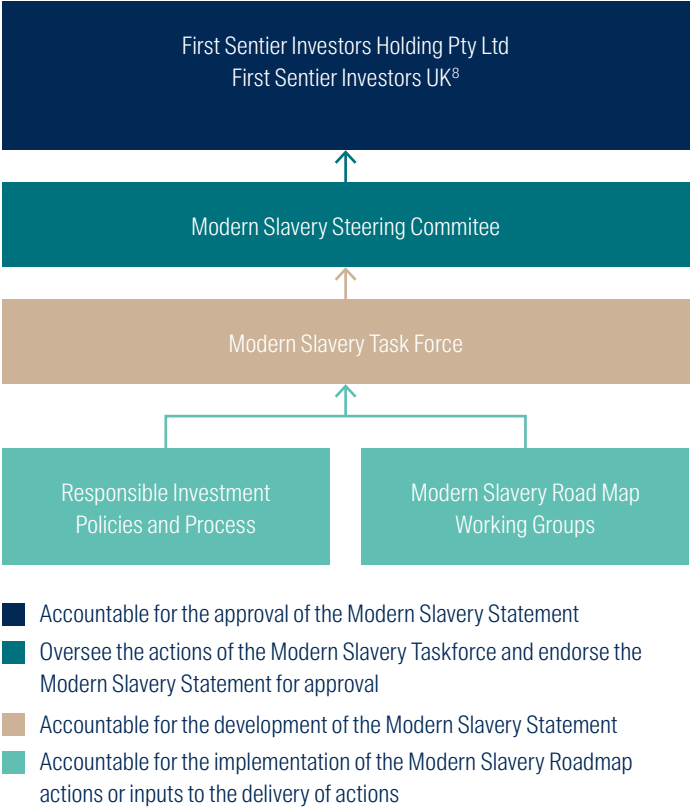 First Sentier Investors Holding Pty Ltd
First Sentier Investors UK⁸
Modern Slavery Steering Commitee
Modern Slavery Task Force
Responsible Investment
Policies and Process
Modern Slavery Road Map
Working Groups
Accountable for the approval of the Modern Slavery Statement
Oversee the actions of the Modern Slavery Taskforce and endorse the
Modern Slavery Statement for approval
Accountable for the development of the Modern Slavery Statement
Accountable for the implementation of the Modern Slavery Roadmap
actions or inputs to the delivery of actions